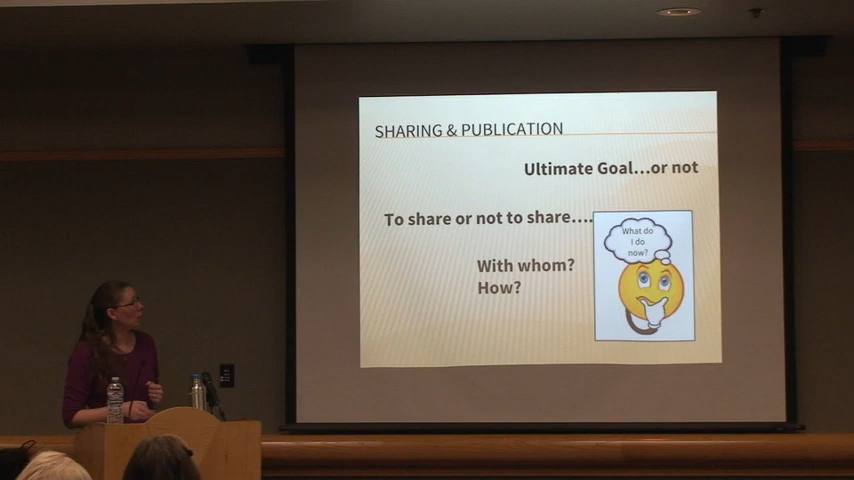 SHARING & PUBLICATION
Ultimate Goal...or not
To share or not to share....
What do
I do
now?
With whom?
How?